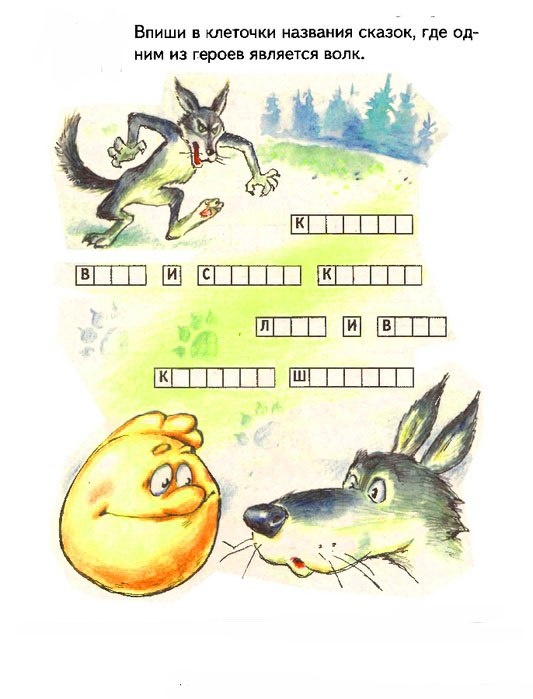 Впиши в клеточки названия сказок, где од-
ним из героев является волк.
К
В И С К
Л И В
К Ш